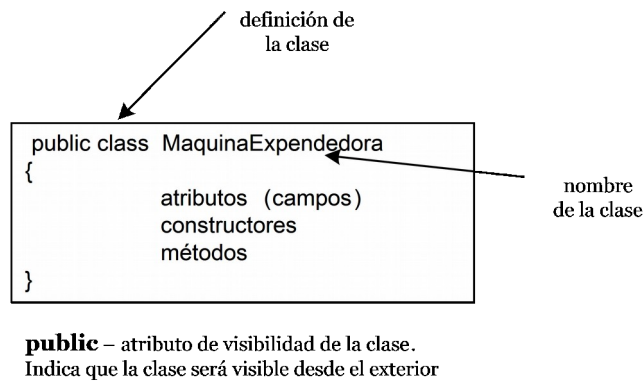 definición de
la clase
public class MaquinaExpendedora
{
atributos (campos)
constructores
métodos
}
nombre
de la clase
public – atributo de visibilidad de la clase.
Indica que la clase será visible desde el exterior